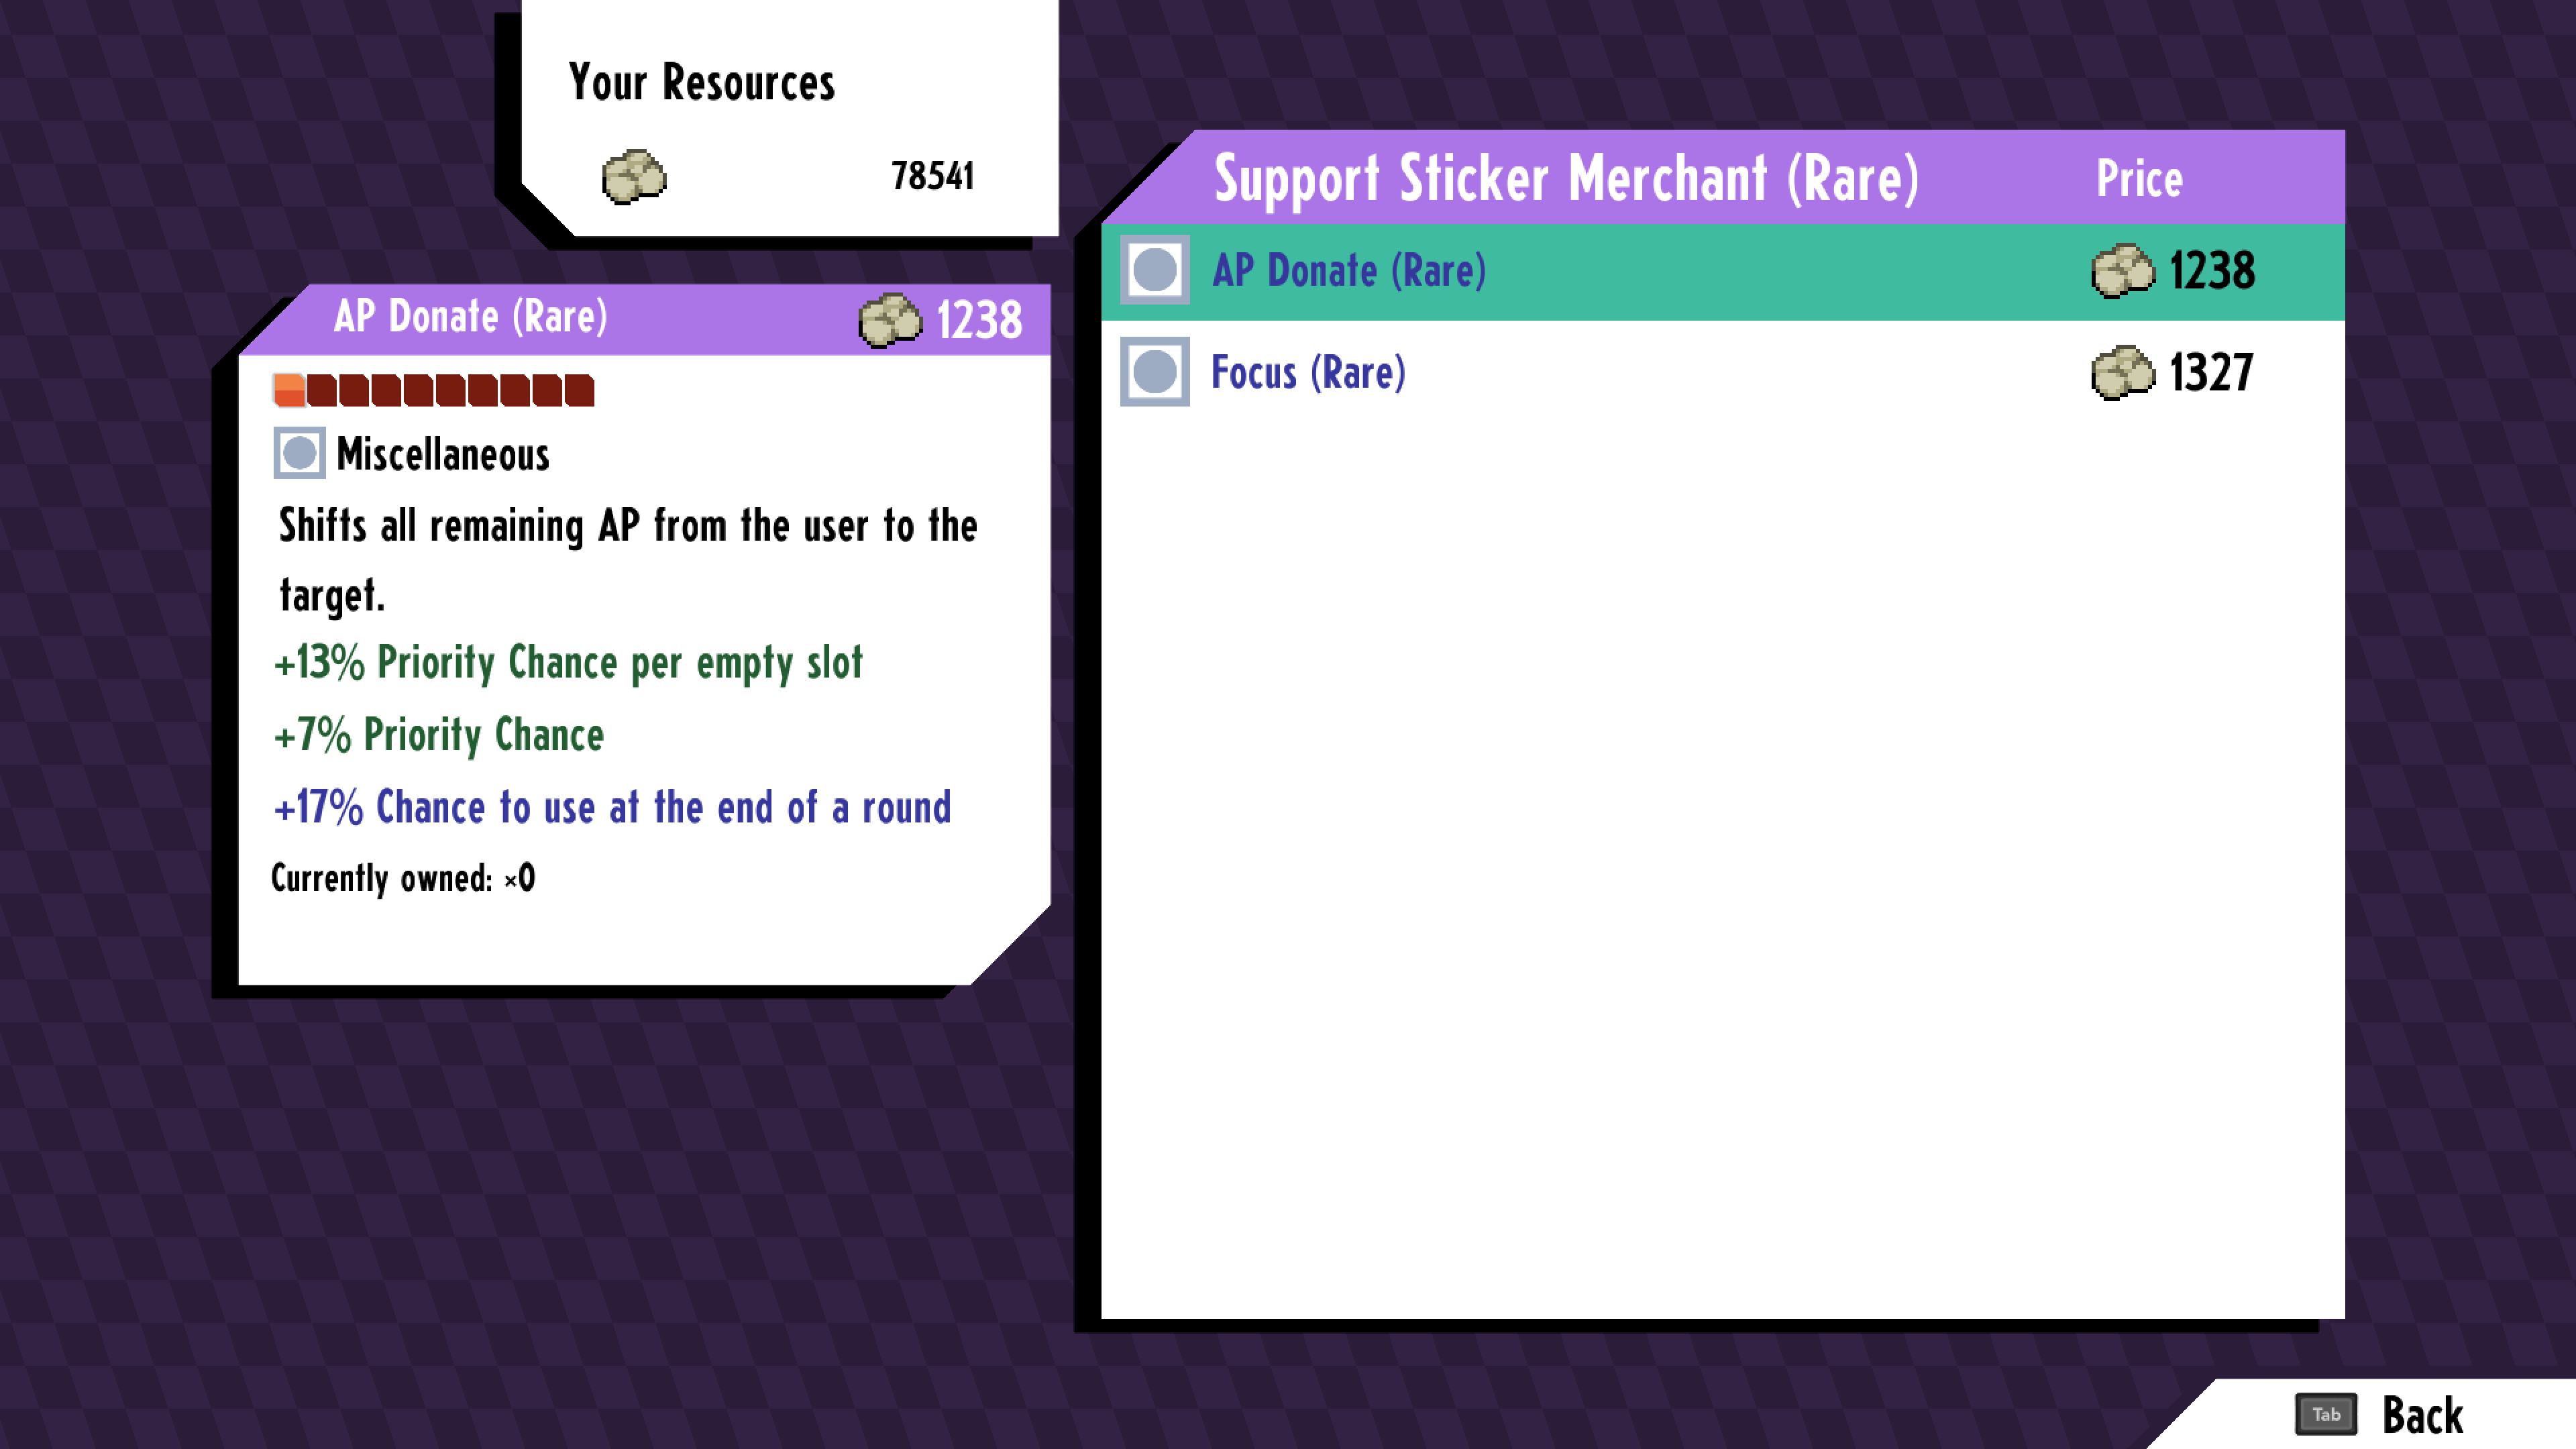 Your Resources
78541
AP Donate (Rare) 1238
Miscellaneous
Shifts all remaining AP from the user to the
target.
+13% Priority Chance per empty slot
+7% Priority Chance
+17% Chance to use at the end of a round
Currently owned: ×0
Support Sticker Merchant (Rare) Price
AP Donate (Rare) 1238
Focus (Rare) 1327
Tab Back